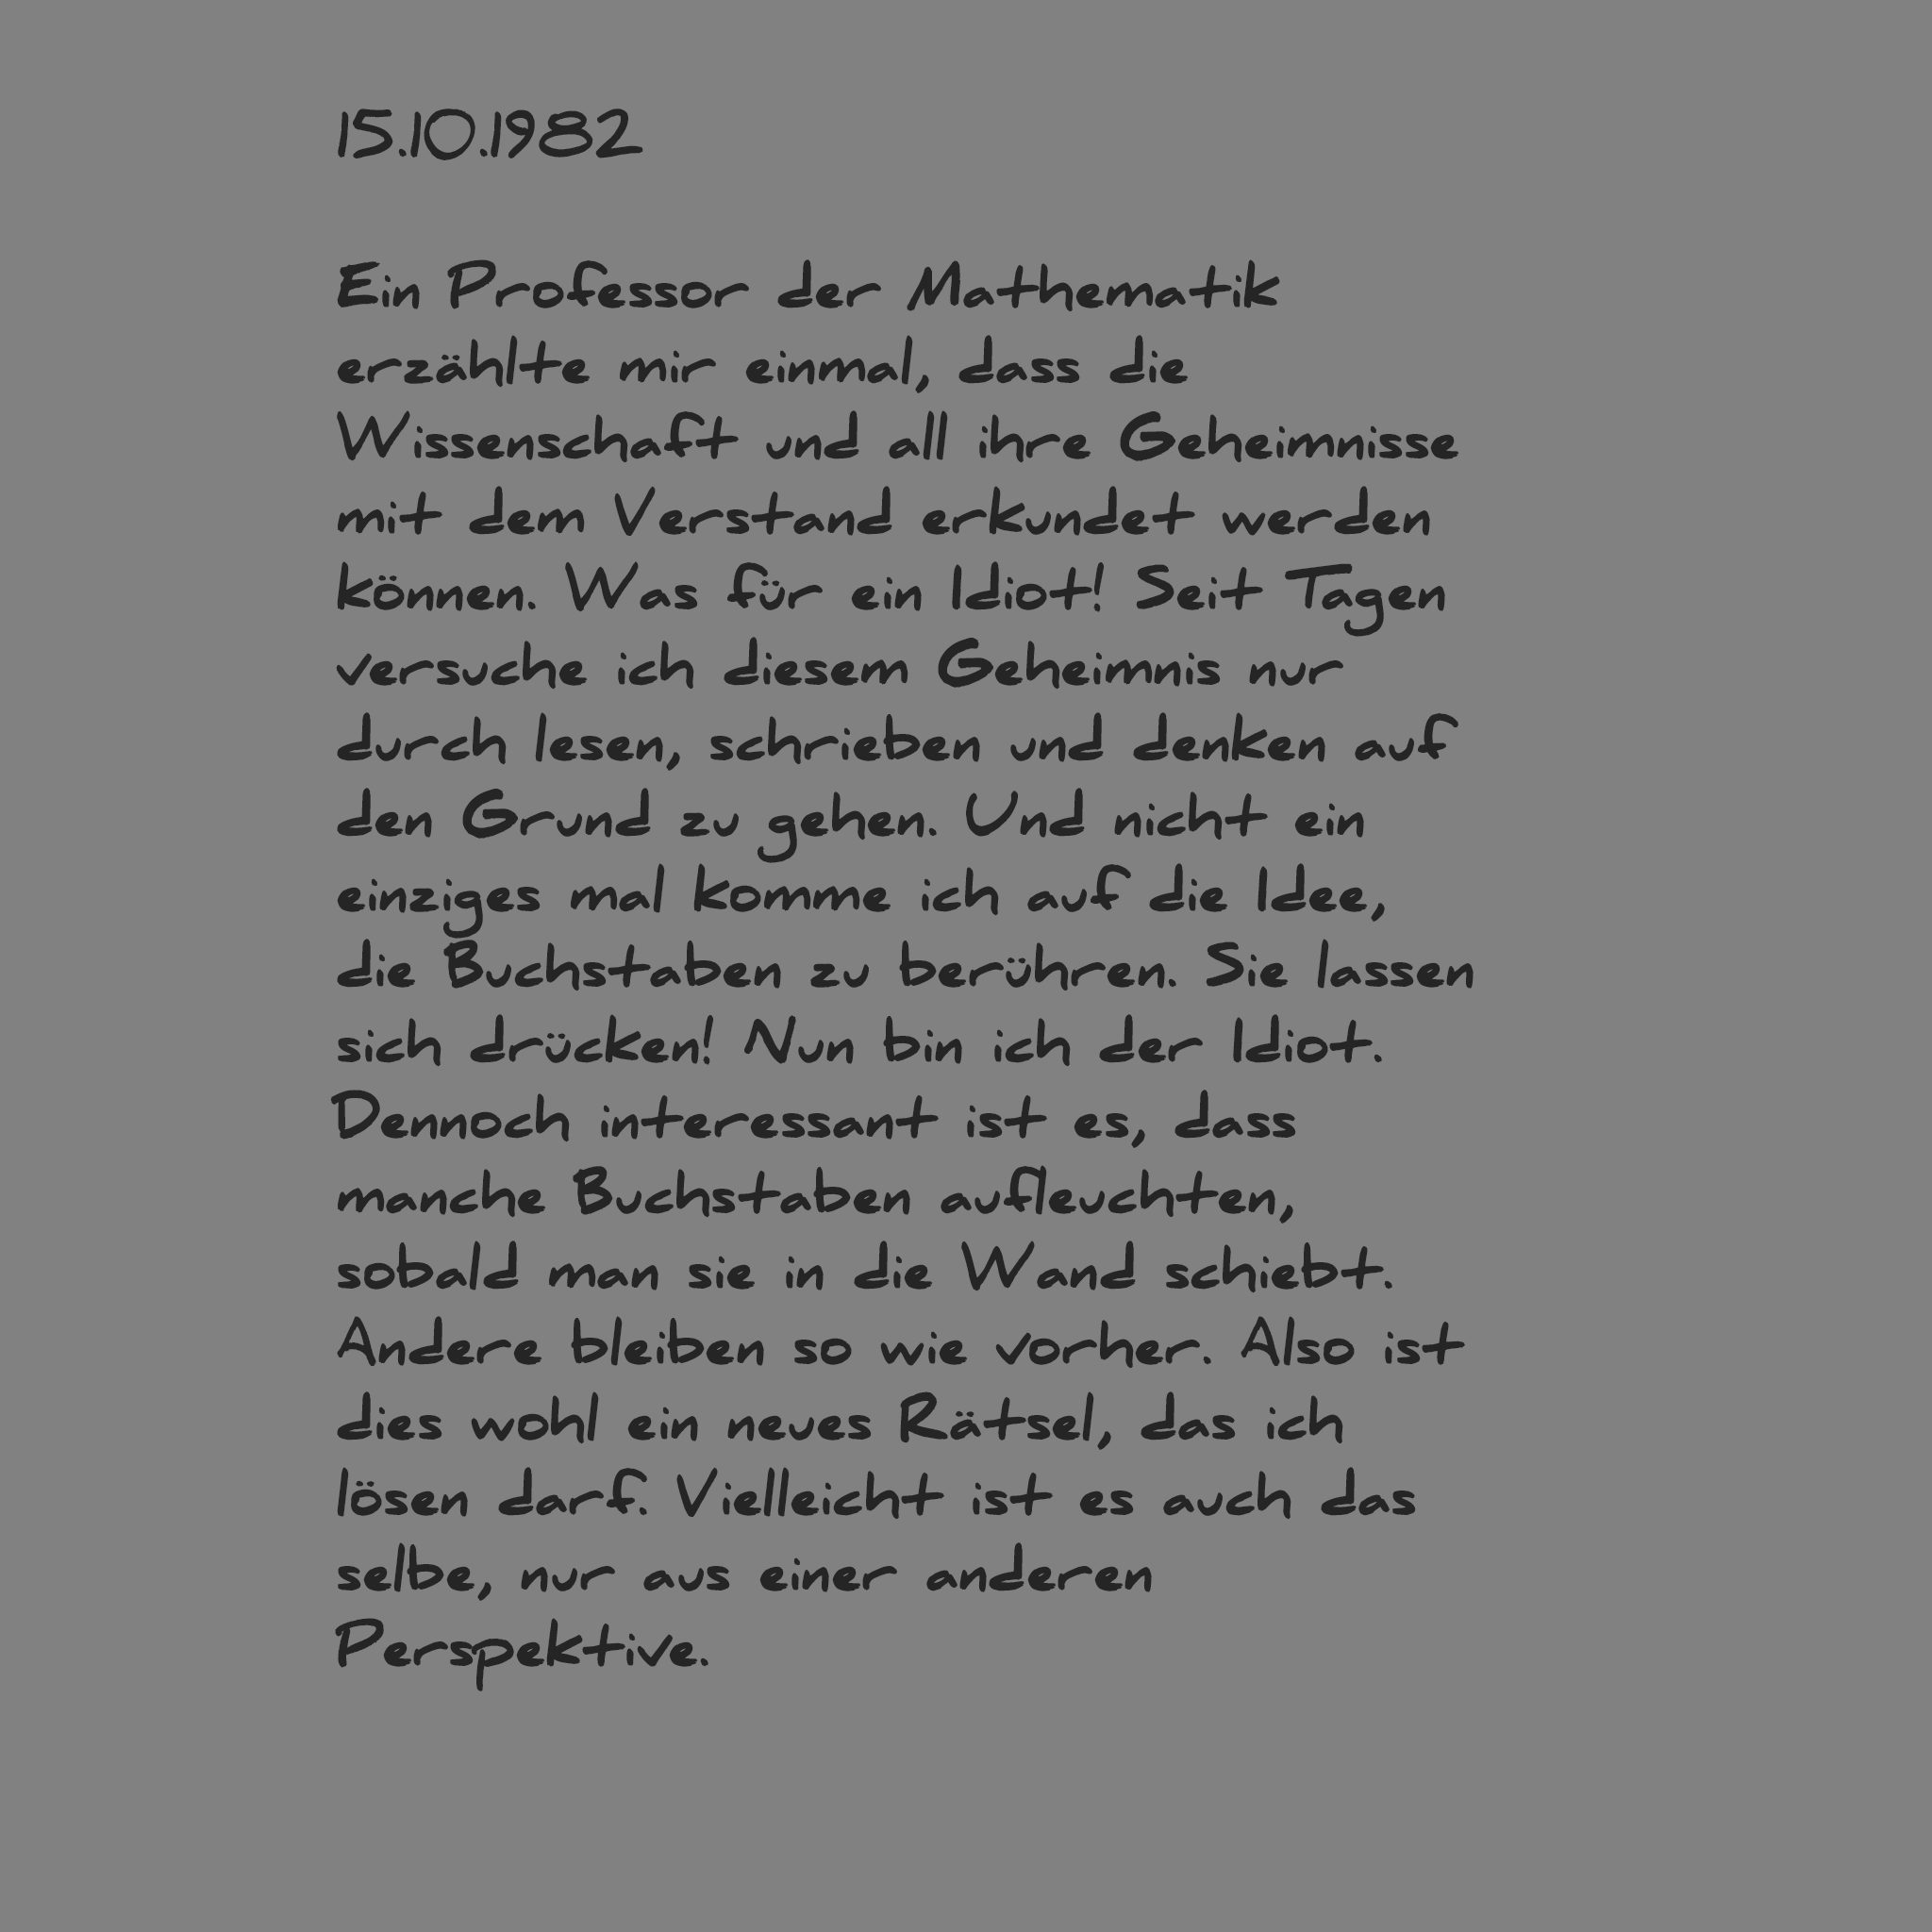 15.10.1982
Ein Professor der Mathematik
erzählte mir einmal, dass die
Wissenschaft und all ihre Geheimnisse
mit dem Verstand erkundet werden
können. Was für ein Idiot! Seit Tagen
versuche ich diesem Geheimnis nur
durch lesen, schrieben und denken auf
den Grund zu gehen. Und nicht ein
einziges mal komme ich auf die Idee,
die Buchstaben zu berühren. Sie lassen
sich drücken! Nun bin ich der Idiot.
Dennoch interessant ist es, dass
manche Buchstaben aufleuchten,
sobald man sie in die Wand schiebt.
Andere bleiben so wie vorher. Also ist
dies wohl ein neues Rätsel, das ich
lösen darf. Vielleicht ist es auch das
selbe, nur aus einer anderen
Perspektive.